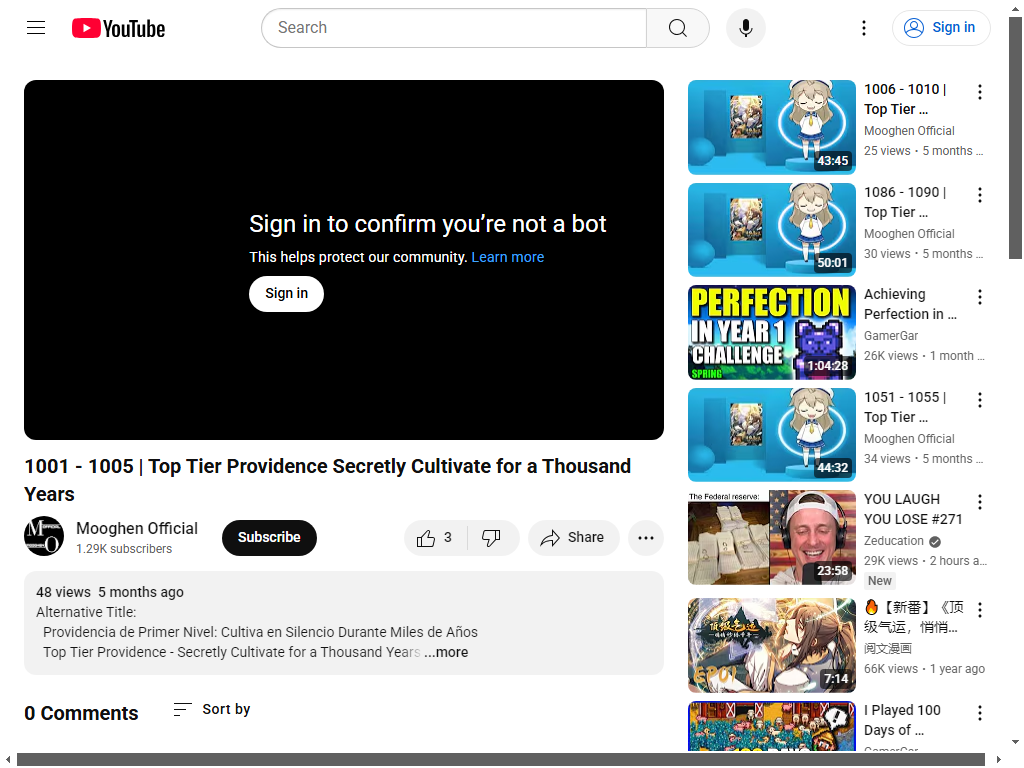 YouTube
Search
Sign in
Sign in to confirm you’re not a bot
This helps protect our community. Learn more
Sign in
1001 - 1005 | Top Tier Providence Secretly Cultivate for a Thousand
Years
Mooghen Official
1.29K subscribers
Subscribe
3
Share
48 views 5 months ago
Alternative Title:
Providencia de Primer Nivel: Cultiva en Silencio Durante Miles de Años
Top Tier Providence - Secretly Cultivate for a Thousand Years ...more
0 Comments
Sort by
43:45
1006 - 1010 |
Top Tier ...
Mooghen Official
25 views • 5 months ...
50:01
1086 - 1090 |
Top Tier ...
Mooghen Official
30 views • 5 months ...
PERFECTION
IN YEAR 1
CHALLENGE
SPRING
1:04:28
Achieving
Perfection in ...
GamerGar
26K views • 1 month ...
44:32
1051 - 1055 |
Top Tier ...
Mooghen Official
34 views • 5 months ...
The Federal reserve:
23:58
YOU LAUGH
YOU LOSE #271
Zeducation
29K views • 2 hours a...
New
顶级气运
EP01
7:14
🔥【新番】《顶
级气运，悄悄...
阅文漫画
66K views • 1 year ago
I Played 100
Days of ...
GamerGar